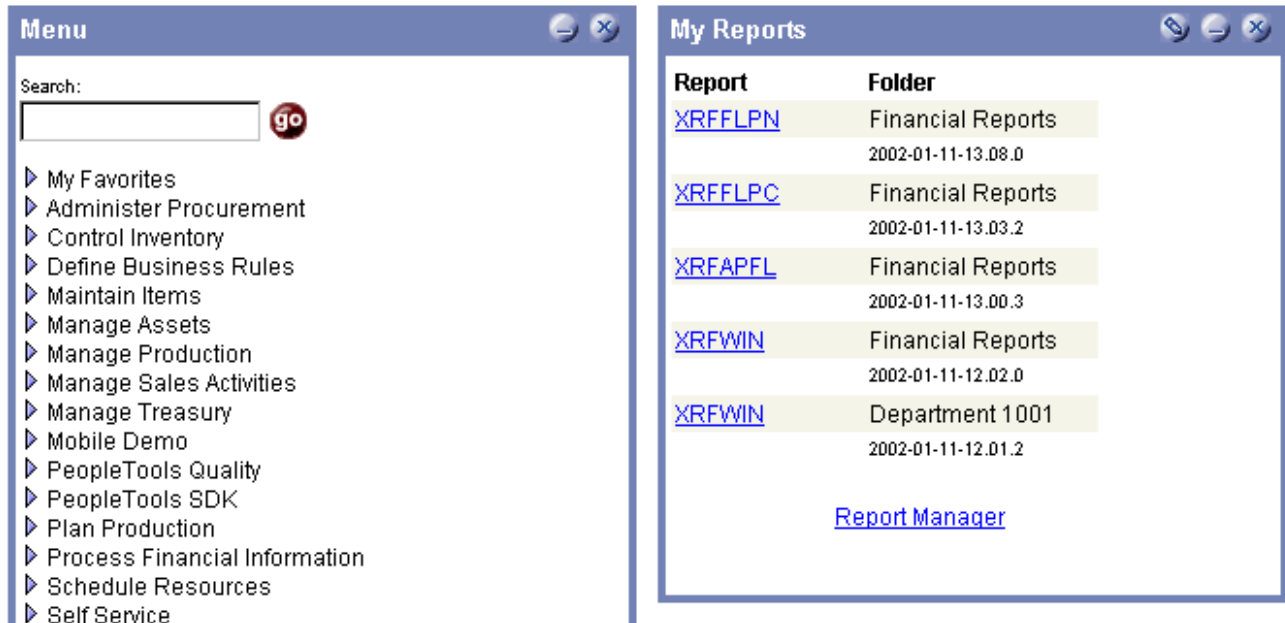 Menu
Search:
go
My Favorites
Administer Procurement
Control Inventory
Define Business Rules
Maintain Items
Manage Assets
Manage Production
Manage Sales Activities
Manage Treasury
Mobile Demo
PeopleTools Quality
PeopleTools SDK
Plan Production
Process Financial Information
Schedule Resources
Self Service
My Reports
Report Folder
XRFFLPN Financial Reports
2002-01-11-13.08.0
XRFFLPC Financial Reports
2002-01-11-13.03.2
XRFAPFL Financial Reports
2002-01-11-13.00.3
XRFWIN Financial Reports
2002-01-11-12.02.0
XRFWIN Department 1001
2002-01-11-12.01.2
Report Manager